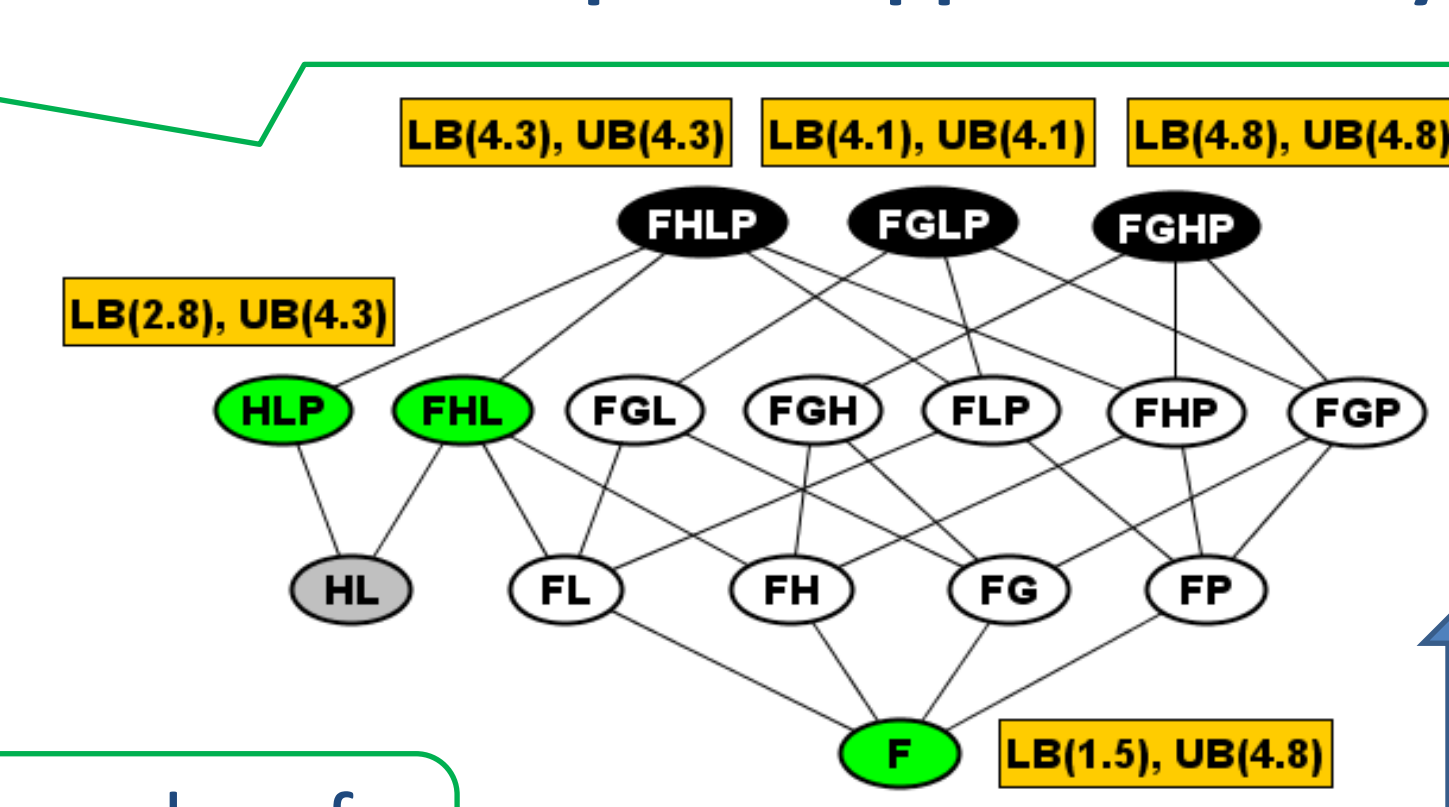 LB(4.3), UB(4.3) LB(4.1), UB(4.1) LB(4.8), UB(4.8)
FHLP FGLP FGHP
LB(2.8), UB(4.3)
HLP FHL FGL FGH FLP FHP FGP
HL FL FH FG FP
F LB(1.5), UB(4.8)